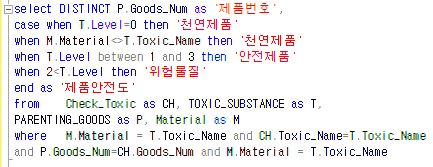 select DISTINCT P.Goods_Num as '제품번호',
case when T.Level=0 then '천연제품'
when M.Material<>T.Toxic_Name then '천연제품'
when T.Level between 1 and 3 then '안전제품'
when 2<T.Level then '위험물질'
end as '제품안전도'
from Check_Toxic as CH, TOXIC_SUBSTANCE as T,
PARENTING_GOODS as P, Material as M
where M.Material = T.Toxic_Name and CH.Toxic_Name=T.Toxic_Name
and P.Goods_Num=CH.Goods_Num and M.Material = T.Toxic_Name